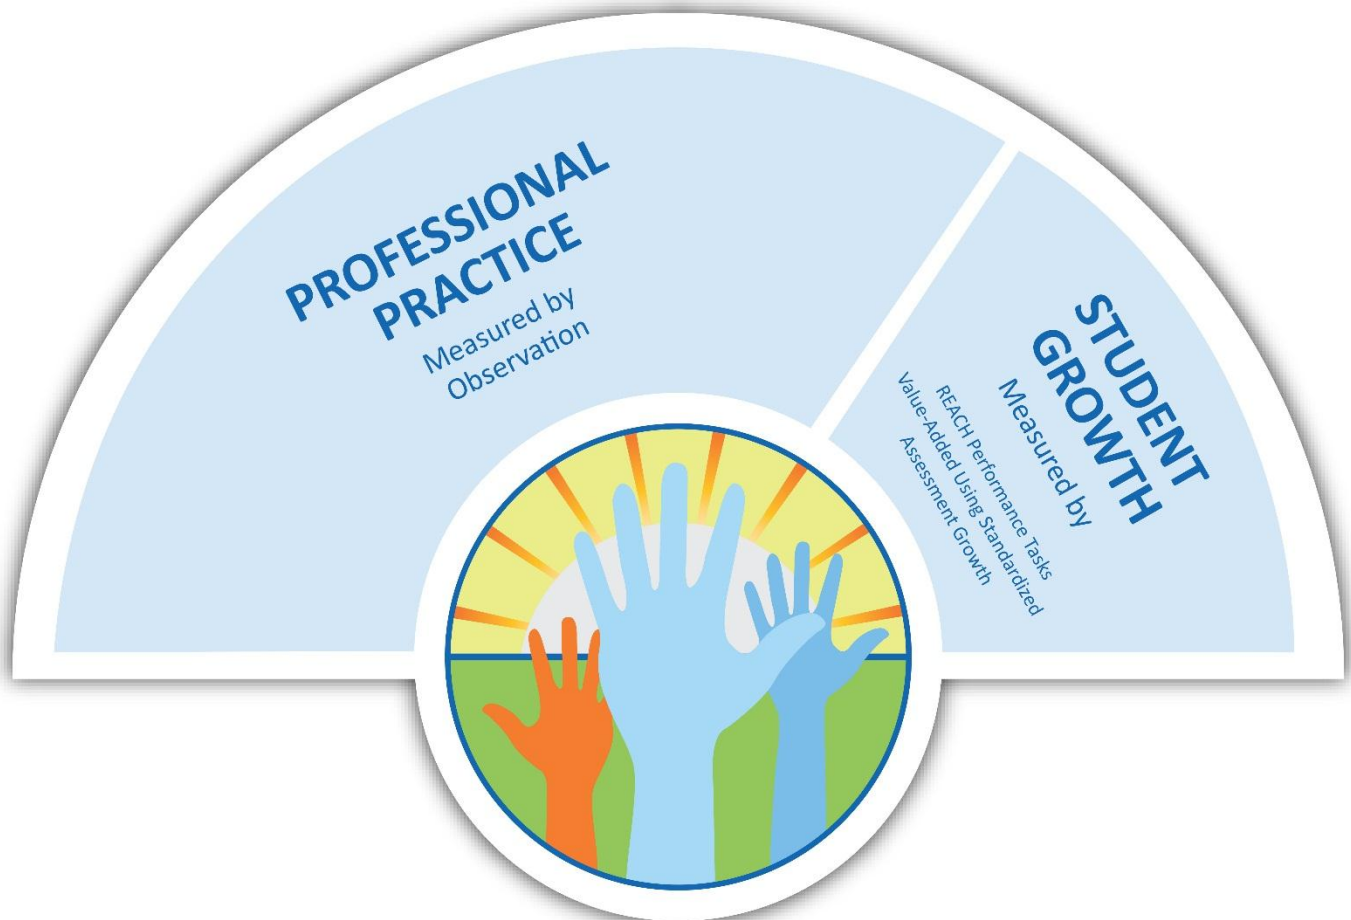 PROFESSIONAL
PRACTICE
Measured by
Observation
STUDENT
GROWTH
Measured by
REACH Performance Tasks
Value-Added Using Standardized
Assessment Growth